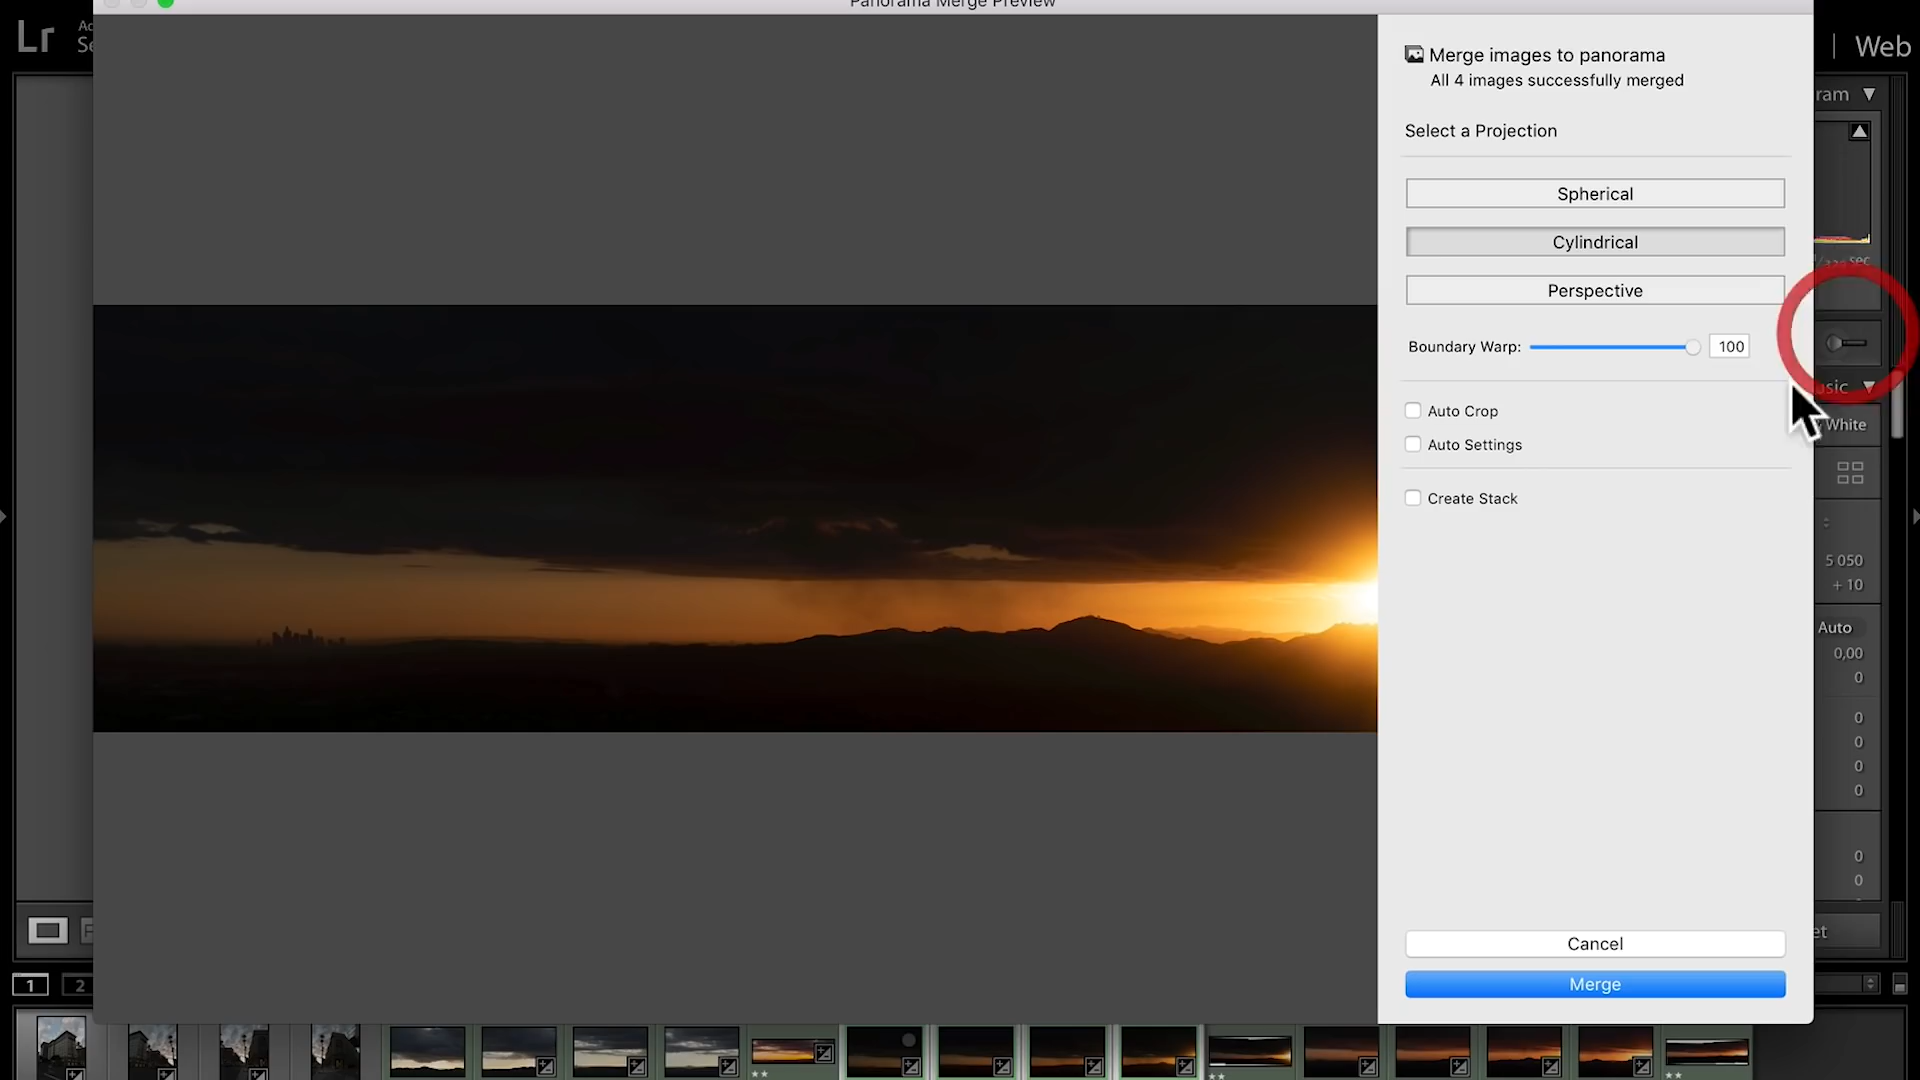 Panorama Merge Preview
Lr
Web
Merge images to panorama
All 4 images successfully merged
Select a Projection
Spherical
Cylindrical
Perspective
Boundary Warp: 100
Auto Crop
Auto Settings
Create Stack
Cancel
Merge
sec
White
5 050
+ 10
Auto
0,00
0
0
0
0
0
0
0
1 2